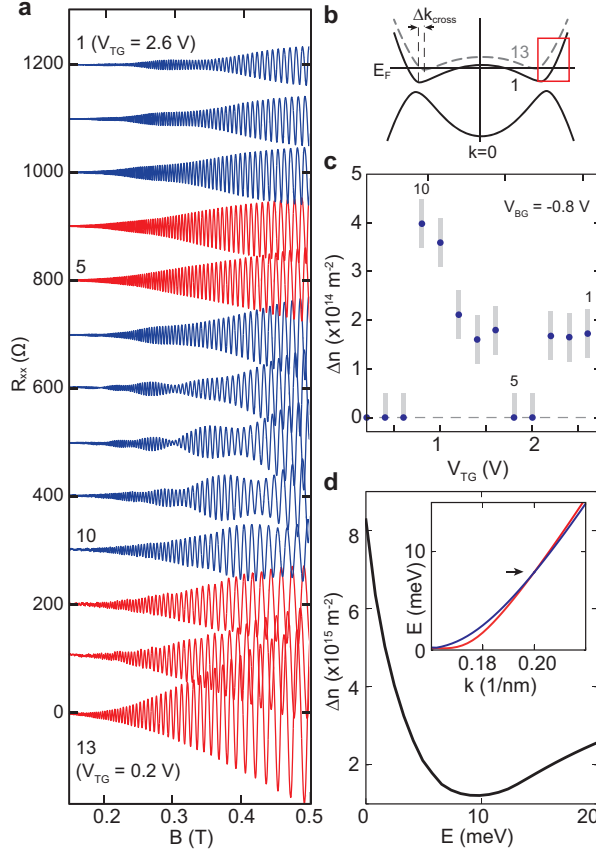 a
1 (V_TG = 2.6 V)
1200
1000
800
5
600
400
10
200
0
13
(V_TG = 0.2 V)
R_xx (Ω)
0.2
0.3
0.4
0.5
B (T)
b
Δk_cross
13
E_F
1
k=0
c
10
V_BG = -0.8 V
1
5
5
4
3
2
1
0
Δn (x10^14 m^-2)
1
2
V_TG (V)
d
8
6
4
2
Δn (x10^15 m^-2)
0
10
20
E (meV)
10
0
E (meV)
0.18
0.20
k (1/nm)